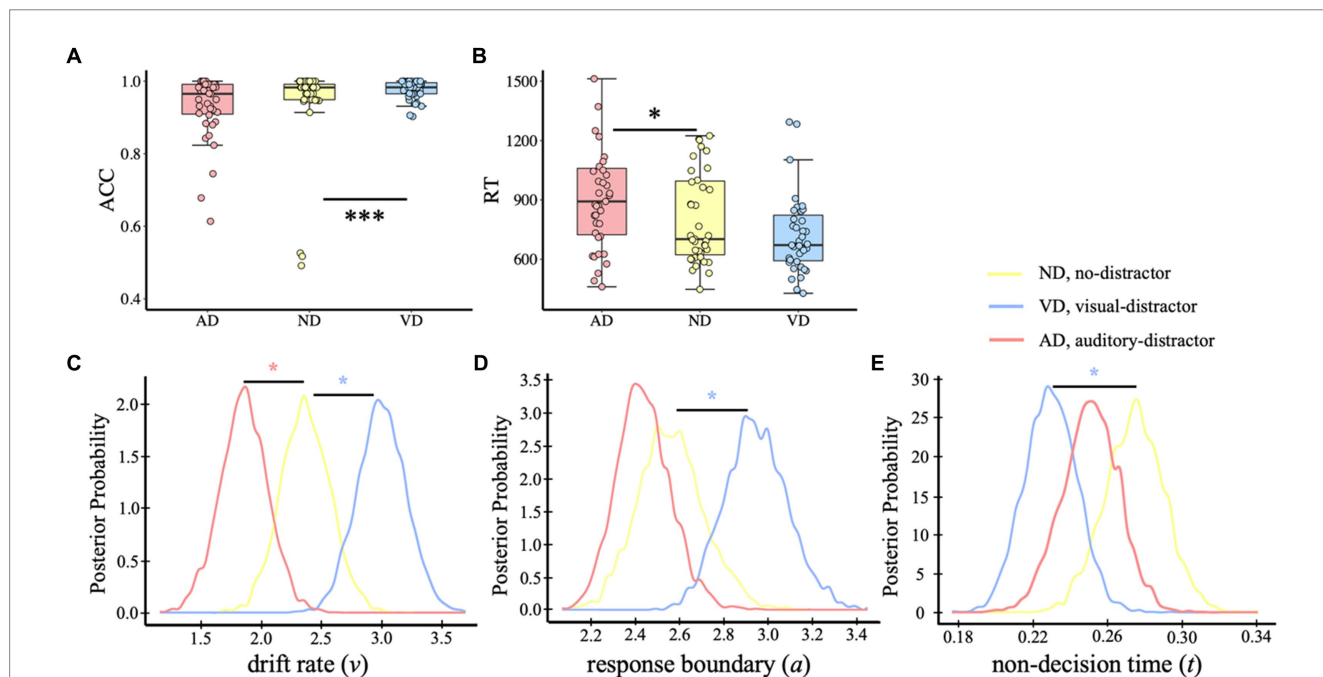 A
ACC
1.0
0.8
0.6
0.4
***
AD
ND
VD
B
RT
1500
1200
900
600
*
AD
ND
VD
ND, no-distractor
VD, visual-distractor
AD, auditory-distractor
C
Posterior Probability
2.0
1.5
1.0
0.5
0.0
*
*
1.5
2.0
2.5
3.0
3.5
drift rate (v)
D
Posterior Probability
3.5
3.0
2.5
2.0
1.5
1.0
0.5
0.0
*
2.2
2.4
2.6
2.8
3.0
3.2
3.4
response boundary (a)
E
Posterior Probability
30
25
20
15
10
5
0
*
0.18
0.22
0.26
0.30
0.34
non-decision time (t)